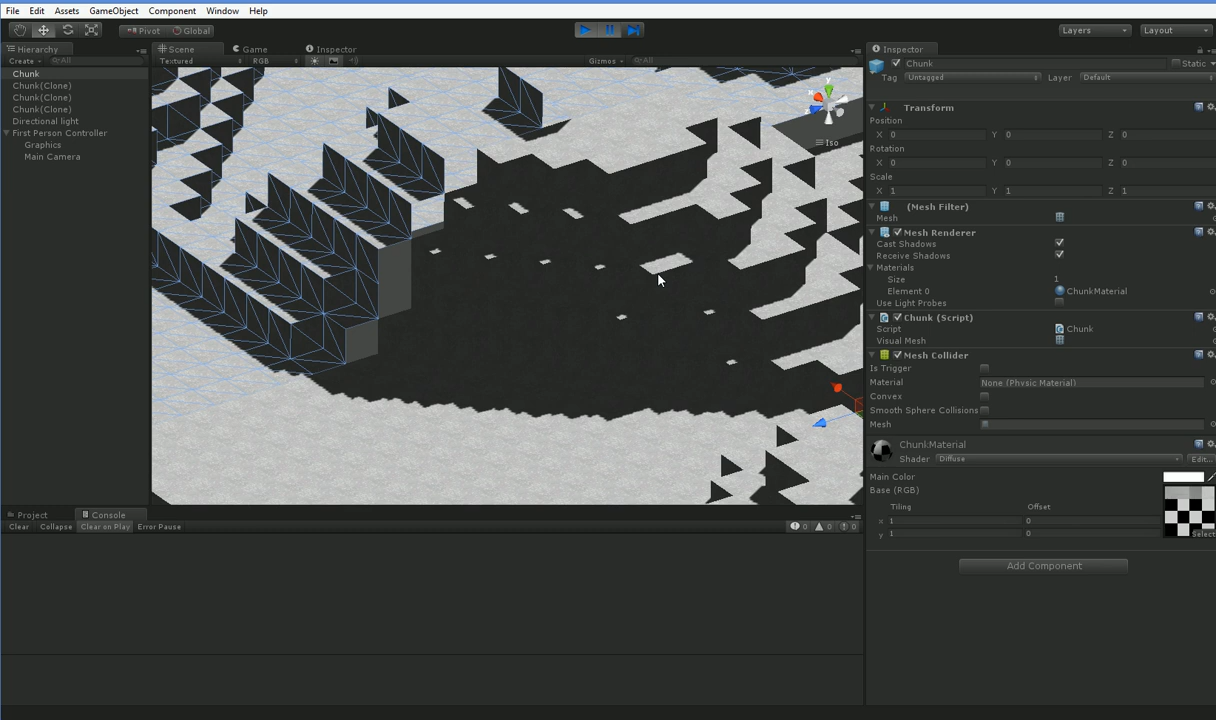 File Edit Assets GameObject Component Window Help
Pivot Global Layers Layout
Hierarchy
Create All
Chunk
Chunk(Clone)
Chunk(Clone)
Chunk(Clone)
Directional light
First Person Controller
Graphics
Main Camera
Scene Game Inspector
Textured RGB Gizmos All
y
x
Iso
Project Console
Clear Collapse Clear on Play Error Pause 0 0 0
Inspector
Chunk Static
Tag Untagged Layer Default
Transform
Position
X 0 Y 0 Z 0
Rotation
X 0 Y 0 Z 0
Scale
X 1 Y 1 Z 1
(Mesh Filter)
Mesh
Mesh Renderer
Cast Shadows
Receive Shadows
Materials
Size 1
Element 0 ChunkMaterial
Use Light Probes
Chunk (Script)
Script Chunk
Visual Mesh
Mesh Collider
Is Trigger
Material None (Physic Material)
Convex
Smooth Sphere Collisions
Mesh
ChunkMaterial
Shader Diffuse Edit...
Main Color
Base (RGB)
Tiling Offset
x 1 0
y 1 0
Select
Add Component